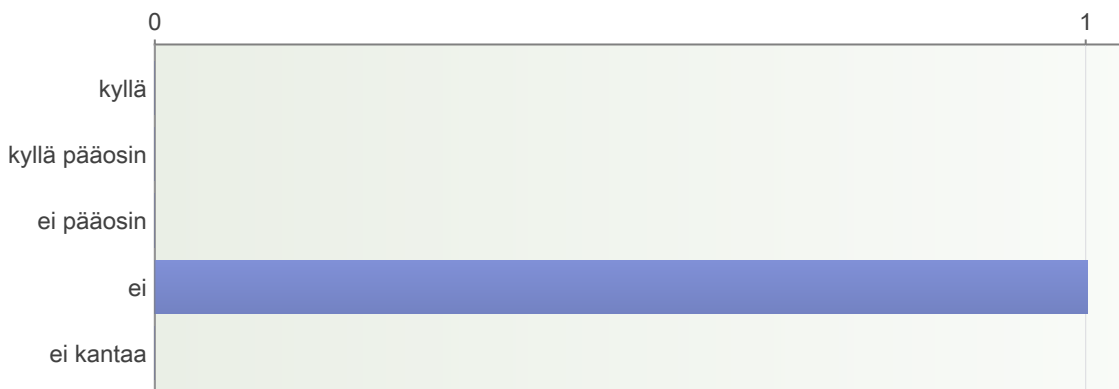 0 1
kyllä
kyllä pääosin
ei pääosin
ei
ei kantaa